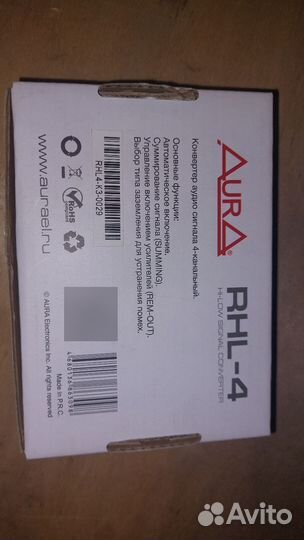 AURA
RHL-4
HI-LOW SIGNAL CONVERTER
Конвертер аудио сигнала 4-канальный.
Основные функции:
Автоматическое включение.
Суммирование сигнала (SUMMING).
Управление включением усилителей (REM-OUT).
Выбор типа заземления для устранения помех.
RHL4-K3-0029
RoHS
www.aurael.ru
© AURA Electronics Inc. All rights reserved
Made in P.R.C.
Avito